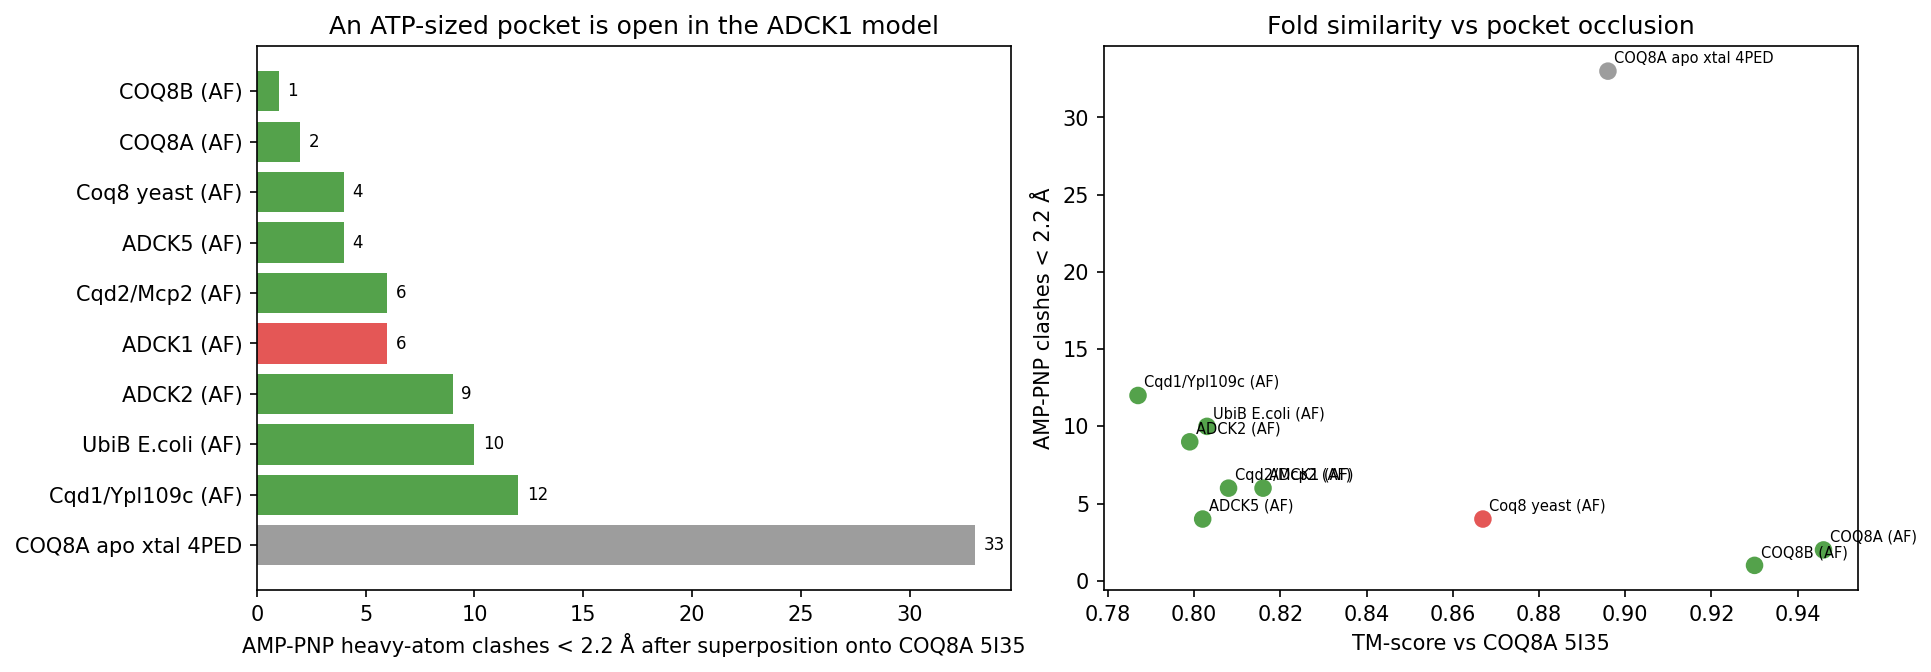 An ATP-sized pocket is open in the ADCK1 model
COQ8B (AF)
1
COQ8A (AF)
2
Coq8 yeast (AF)
4
ADCK5 (AF)
4
Cqd2/Mcp2 (AF)
6
ADCK1 (AF)
6
ADCK2 (AF)
9
UbiB E.coli (AF)
10
Cqd1/Ypl109c (AF)
12
COQ8A apo xtal 4PED
33
0 5 10 15 20 25 30
AMP-PNP heavy-atom clashes < 2.2 Å after superposition onto COQ8A 5I35
Fold similarity vs pocket occlusion
AMP-PNP clashes < 2.2 Å
30
25
20
15
10
5
0
COQ8A apo xtal 4PED
Cqd1/Ypl109c (AF)
UbiB E.coli (AF)
ADCK2 (AF)
Cqd2/Mcp2 (AF)
ADCK1 (AF)
ADCK5 (AF)
Coq8 yeast (AF)
COQ8A (AF)
COQ8B (AF)
0.78 0.80 0.82 0.84 0.86 0.88 0.90 0.92 0.94
TM-score vs COQ8A 5I35